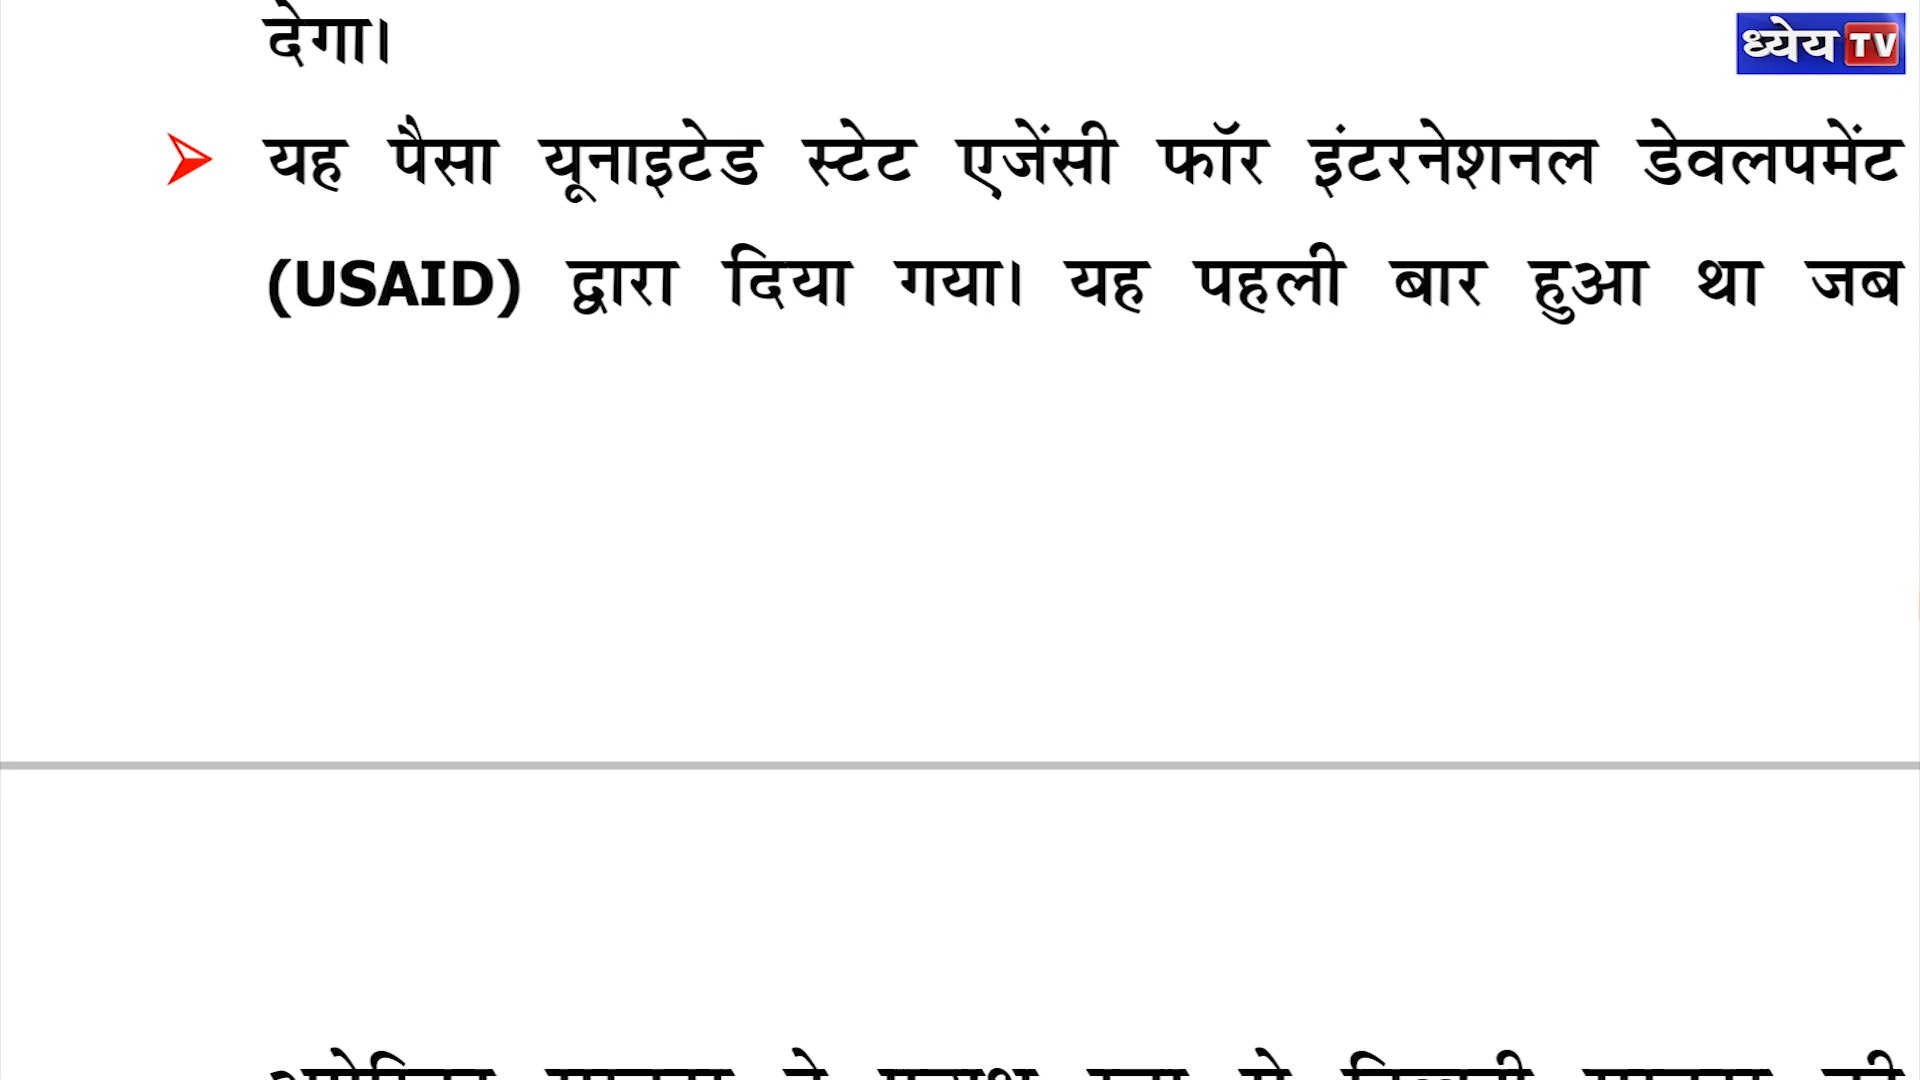 देगा।
ध्येय TV
➢ यह पैसा यूनाइटेड स्टेट एजेंसी फॉर इंटरनेशनल डेवलपमेंट
(USAID) द्वारा दिया गया। यह पहली बार हुआ था जब